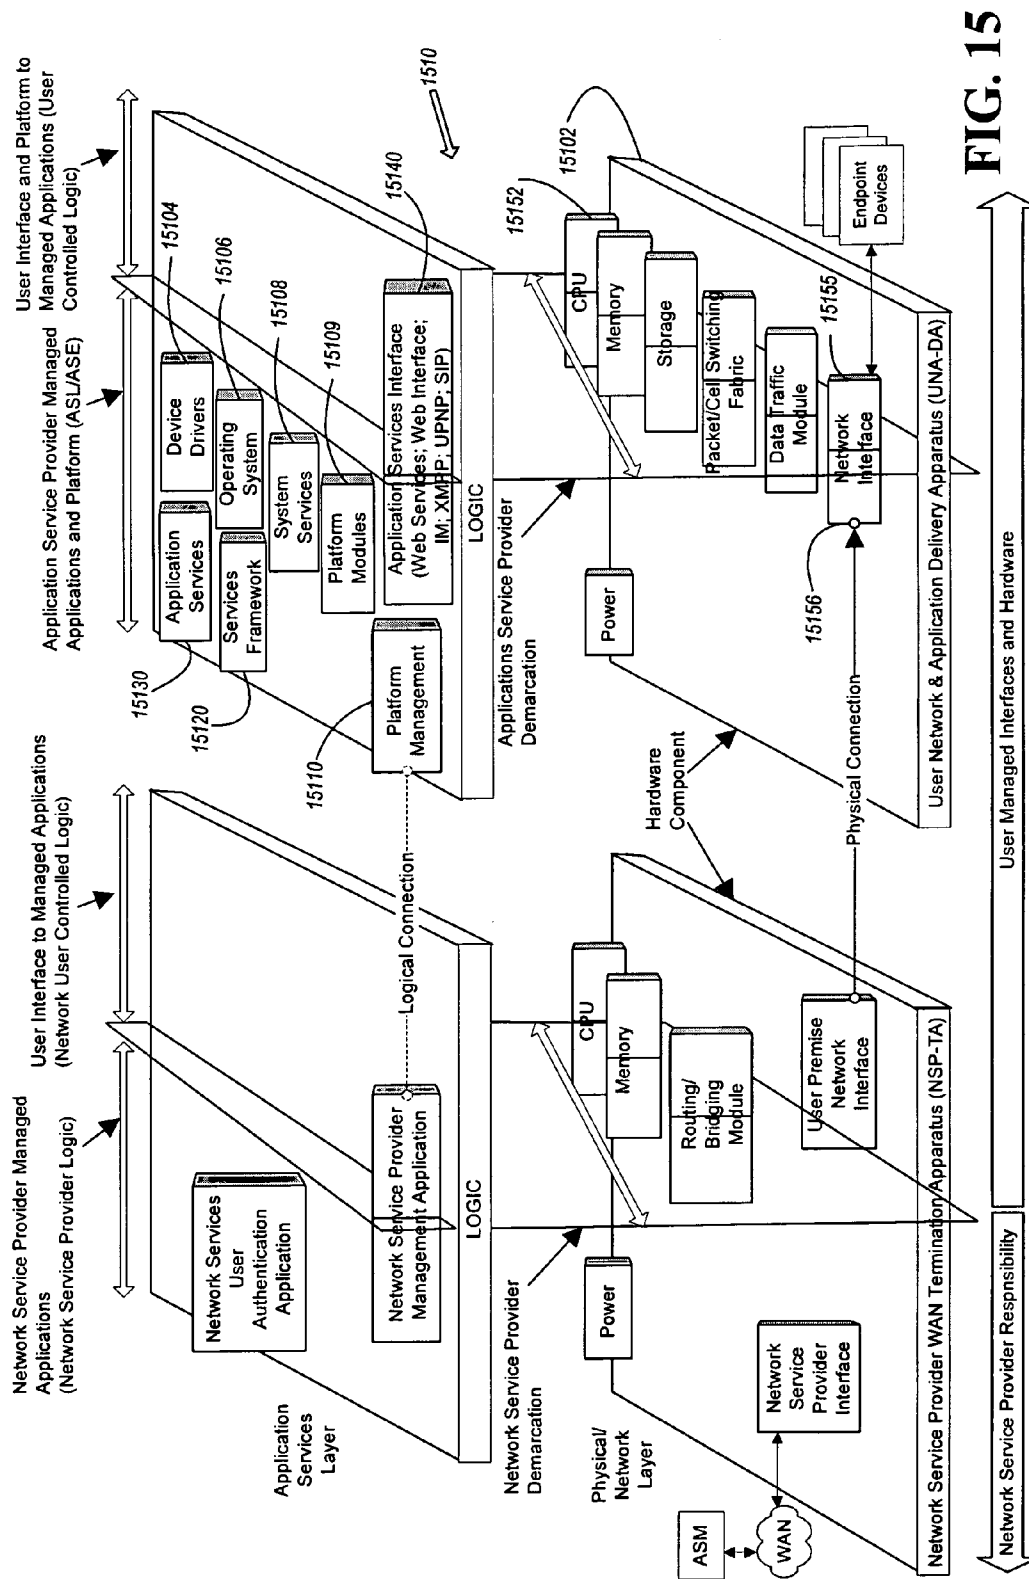 Network Service Provider Managed
Applications
(Network Service Provider Logic)
User Interface to Managed Applications
(Network User Controlled Logic)
Application Service Provider Managed
Applications and Platform (ASL/ASE)
User Interface and Platform to
Managed Applications (User
Controlled Logic)
Application
Services
Layer
Network Services
User
Authentication
Application
Network Service Provider
Management Application
LOGIC
Logical Connection
15130
Application
Services
15120
Services
Framework
15110
Platform
Management
Device
Drivers
15104
Operating
System
15106
System
Services
15108
Platform
Modules
15109
Application Services Interface
(Web Services; Web Interface;
IM; XMPP; UPNP; SIP)
15140
LOGIC
1510
Network Service Provider
Demarcation
Applications Service Provider
Demarcation
Physical/
Network
Layer
ASM
WAN
Power
Network
Service
Provider
Interface
CPU
Memory
Routing/
Bridging
Module
User Premise
Network
Interface
Network Service Provider WAN Termination Apparatus (NSP-TA)
Hardware
Component
Physical Connection
Power
CPU
15152
Memory
Storage
Packet/Cell Switching
Fabric
Data Traffic
Module
Network
Interface
15155
15156
15102
Endpoint
Devices
User Network & Application Delivery Apparatus (UNA-DA)
Network Service Provider Respnsibility
User Managed Interfaces and Hardware
FIG. 15